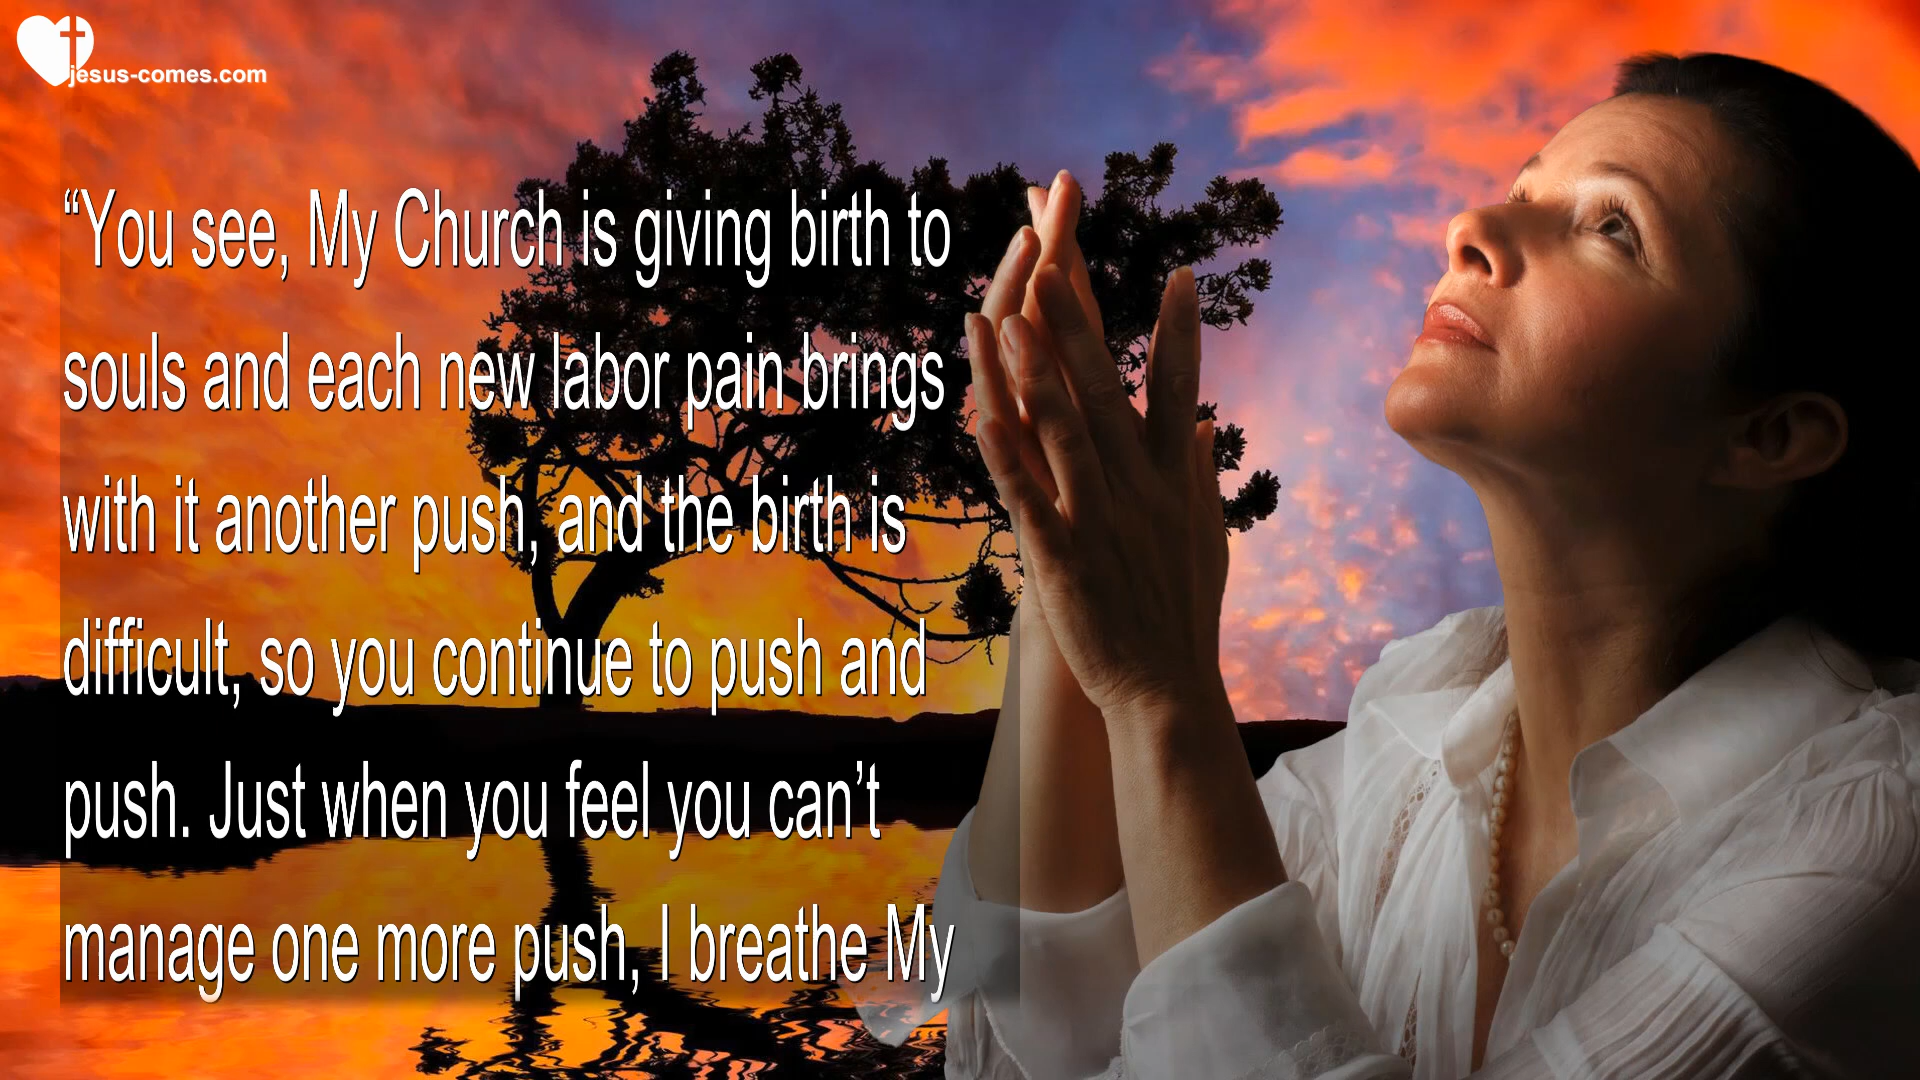 jesus-comes.com
“You see, My Church is giving birth to
souls and each new labor pain brings
with it another push, and the birth is
difficult, so you continue to push and
push. Just when you feel you can’t
manage one more push, I breathe My